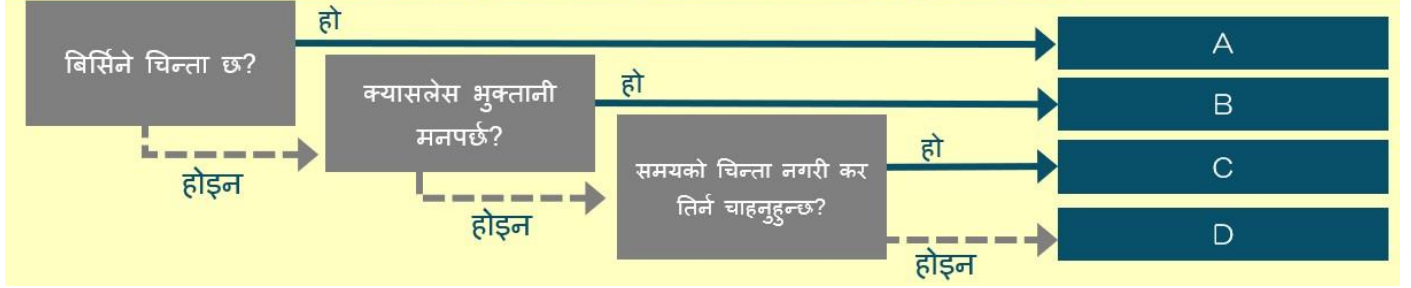 हो
बिर्सिने चिन्ता छ?
A
हो
क्यासलेस भुक्तानी
मनपर्छ?
B
होइन
हो
समयको चिन्ता नगरी कर
तिर्न चाहनुहुन्छ?
C
होइन
D
होइन